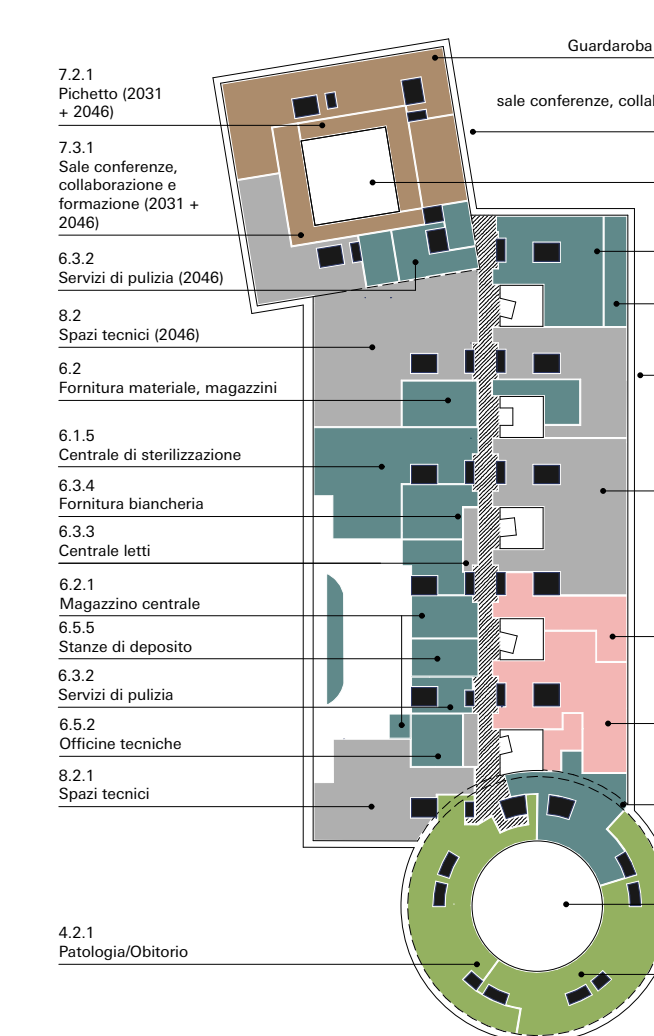 Guardaroba
sale conferenze, collab
7.2.1
Pichetto (2031
+ 2046)
7.3.1
Sale conferenze,
collaborazione e
formazione (2031 +
2046)
6.3.2
Servizi di pulizia (2046)
8.2
Spazi tecnici (2046)
6.2
Fornitura materiale, magazzini
6.1.5
Centrale di sterilizzazione
6.3.4
Fornitura biancheria
6.3.3
Centrale letti
6.2.1
Magazzino centrale
6.5.5
Stanze di deposito
6.3.2
Servizi di pulizia
6.5.2
Officine tecniche
8.2.1
Spazi tecnici
4.2.1
Patologia/Obitorio